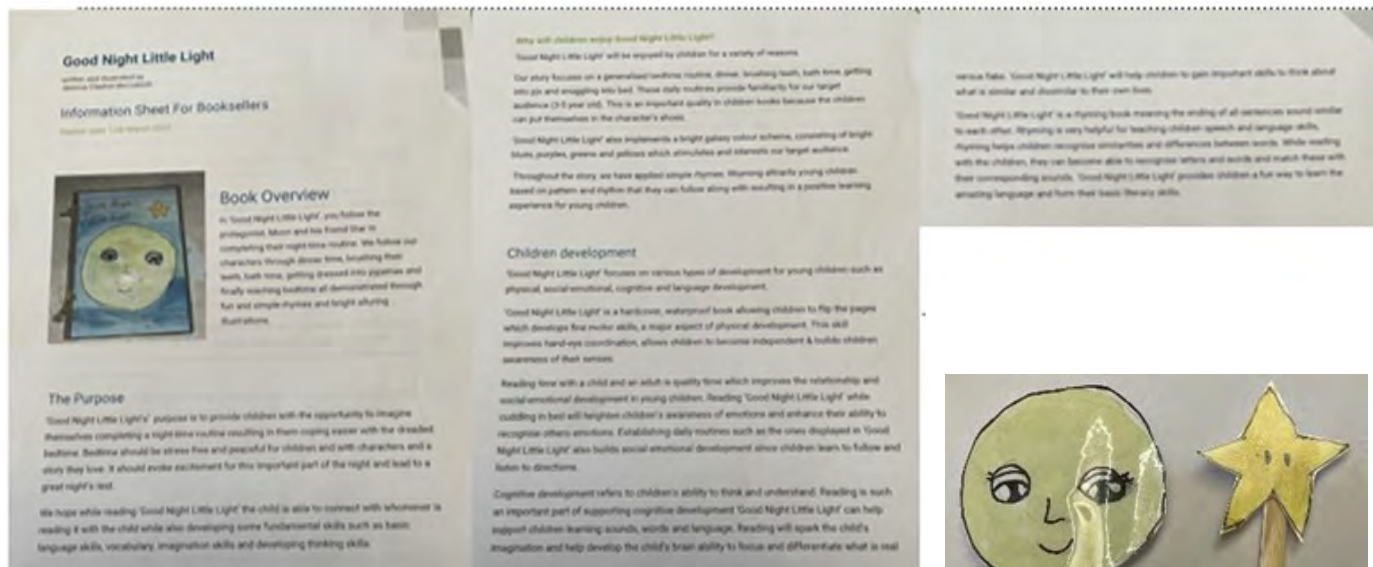 Good Night Little Light
written and illustrated by
Information Sheet For Booksellers
Book Overview
In 'Good Night Little Light', you follow the
protagonist, Moon and his friend Star in
completing their night-time routine. We follow our
characters through dinner time, brushing their
teeth, bath time, getting dressed into pyjamas and
finally reaching bedtime all demonstrated through
fun and simple rhymes and bright alluring
illustrations.
The Purpose
'Good Night Little Light's' purpose is to provide children with the opportunity to imagine
themselves completing a night-time routine resulting in them coping easier with the dreaded
bedtime. Bedtime should be stress free and peaceful for children and with characters and a
story they love. It should evoke excitement for this important part of the night and lead to a
great night's rest.
We hope while reading 'Good Night Little Light' the child is able to connect with whomever is
reading it with the child while also developing some fundamental skills such as basic
language skills, vocabulary, imagination skills and developing thinking skills.
Why will children enjoy Good Night Little Light?
'Good Night Little Light' will be enjoyed by children for a variety of reasons.
Our story focuses on a generalised bedtime routine, dinner, brushing teeth, bath time, getting
into pjs and snuggling into bed. These daily routines provide familiarity for our target
audience (3-5 year old). This is an important quality in children books because the children
can put themselves in the character's shoes.
'Good Night Little Light' also implements a bright galaxy colour scheme, consisting of bright
blues, purples, greens and yellows which stimulates and interests our target audience.
Throughout the story, we have applied simple rhymes. Rhyming attracts young children
based on pattern and rhythm that they can follow along with resulting in a positive learning
experience for young children.
Children development
'Good Night Little Light' focuses on various types of development for young children such as
physical, social-emotional, cognitive and language development.
'Good Night Little Light' is a hardcover, waterproof book allowing children to flip the pages
which develops fine motor skills, a major aspect of physical development. This skill
improves hand-eye coordination, allows children to become independent & builds children
awareness of their senses.
Reading time with a child and an adult is quality time which improves the relationship and
social-emotional development in young children. Reading 'Good Night Little Light' while
cuddling in bed will heighten children's awareness of emotions and enhance their ability to
recognise others emotions. Establishing daily routines such as the ones displayed in 'Good
Night Little Light' also builds social emotional development since children learn to follow and
listen to directions.
Cognitive development refers to children's ability to think and understand. Reading is such
an important part of supporting cognitive development 'Good Night Little Light' can help
support children learning sounds, words and language. Reading will spark the child's
imagination and help develop the child's brain ability to focus and differentiate what is real
versus fake. 'Good Night Little Light' will help children to gain important skills to think about
what is similar and dissimilar to their own lives.
'Good Night Little Light' is a rhyming book meaning the ending of all sentences sound similar
to each other. Rhyming is very helpful for teaching children speech and language skills,
rhyming helps children recognise similarities and differences between words. While reading
with the children, they can become able to recognise letters and words and match these with
their corresponding sounds. 'Good Night Little Light' provides children a fun way to learn the
amazing language and form their basic literacy skills.